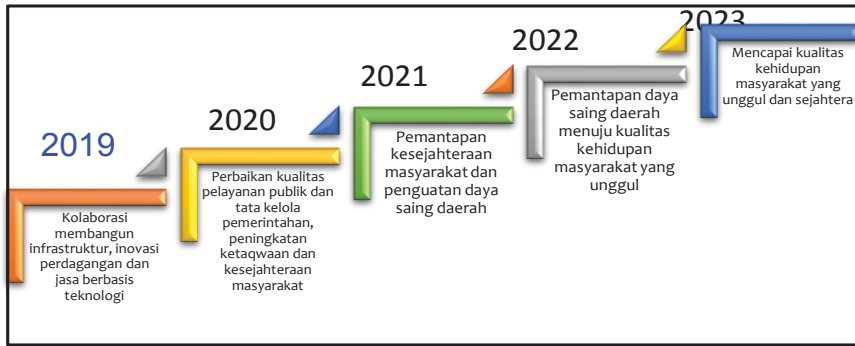 2019
Kolaborasi
membangun
infrastruktur, inovasi
perdagangan dan
jasa berbasis
teknologi
2020
Perbaikan kualitas
pelayanan publik dan
tata kelola
pemerintahan,
peningkatan
ketaqwaan dan
kesejahteraan
masyarakat
2021
Pemantapan
kesejahteraan
masyarakat dan
penguatan daya
saing daerah
2022
Pemantapan daya
saing daerah
menuju kualitas
kehidupan
masyarakat yang
unggul
2023
Mencapai kualitas
kehidupan
masyarakat yang
unggul dan sejahtera